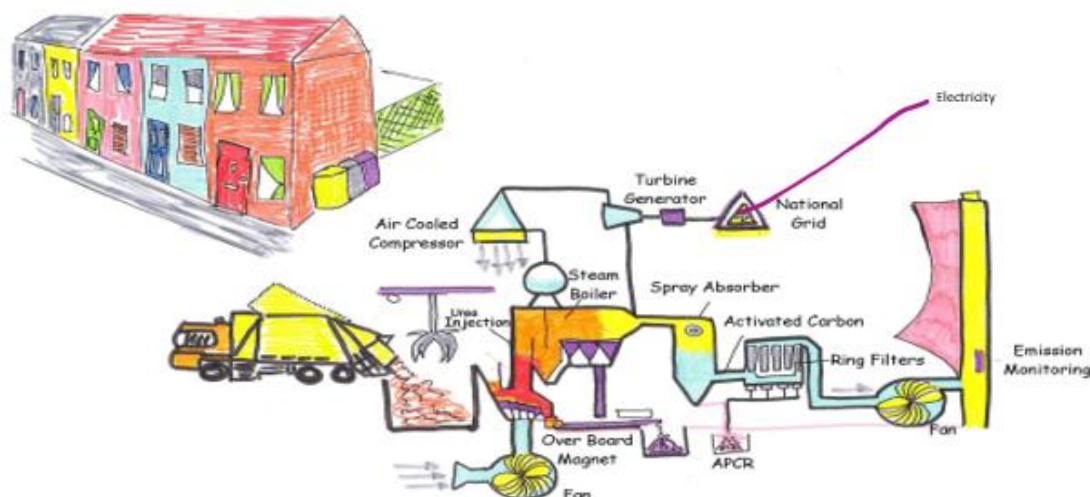 Electricity
Turbine
Generator
National
Grid
Air Cooled
Compressor
Steam
Boiler
Spray Absorber
Urea
Injection
Activated Carbon
Ring Filters
Emission
Monitoring
Fan
Over Board
Magnet
APCR
Fan